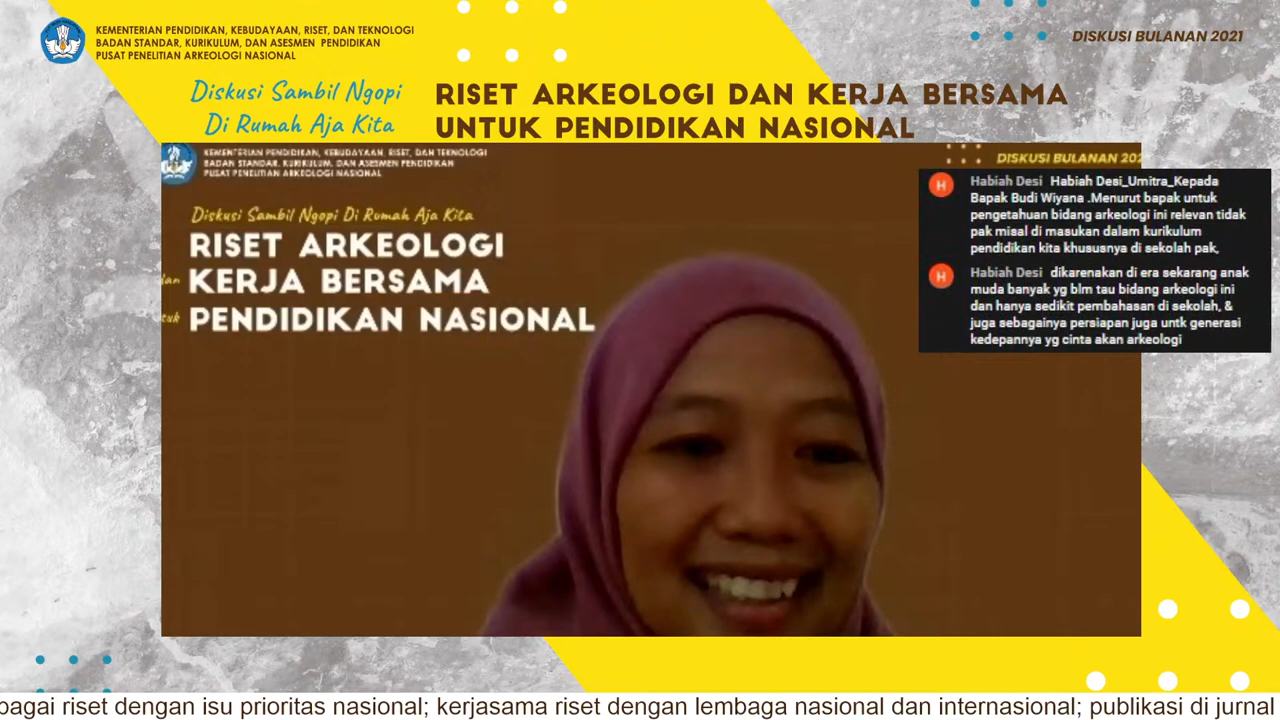 KEMENTERIAN PENDIDIKAN, KEBUDAYAAN, RISET, DAN TEKNOLOGI
BADAN STANDAR, KURIKULUM, DAN ASESMEN PENDIDIKAN
PUSAT PENELITIAN ARKEOLOGI NASIONAL
DISKUSI BULANAN 2021
Diskusi Sambil Ngopi
Di Rumah Aja Kita
RISET ARKEOLOGI DAN KERJA BERSAMA
UNTUK PENDIDIKAN NASIONAL
KEMENTERIAN PENDIDIKAN, KEBUDAYAAN, RISET, DAN TEKNOLOGI
BADAN STANDAR, KURIKULUM, DAN ASESMEN PENDIDIKAN
PUSAT PENELITIAN ARKEOLOGI NASIONAL
DISKUSI BULANAN 202
Diskusi Sambil Ngopi Di Rumah Aja Kita
RISET ARKEOLOGI
dan KERJA BERSAMA
tuk PENDIDIKAN NASIONAL
H
Habiah Desi Habiah Desi_Umitra_Kepada
Bapak Budi Wiyana .Menurut bapak untuk
pengetahuan bidang arkeologi ini relevan tidak
pak misal di masukan dalam kurikulum
pendidikan kita khususnya di sekolah pak,
H
Habiah Desi dikarenakan di era sekarang anak
muda banyak yg blm tau bidang arkeologi ini
dan hanya sedikit pembahasan di sekolah, &
juga sebagainya persiapan juga untk generasi
kedepannya yg cinta akan arkeologi
bagai riset dengan isu prioritas nasional; kerjasama riset dengan lembaga nasional dan internasional; publikasi di jurnal